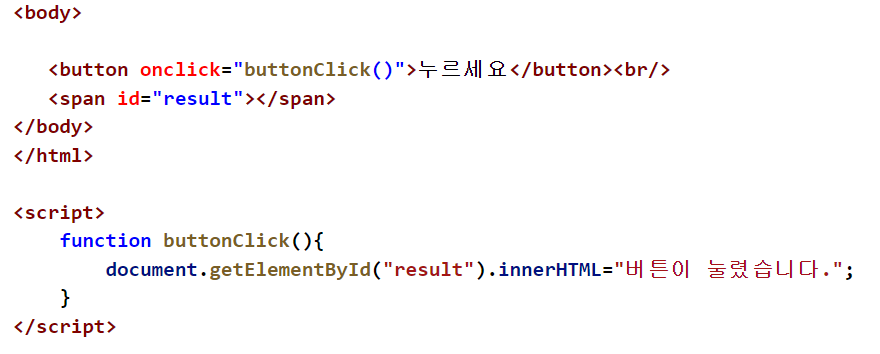 <body>
<button onclick="buttonClick()">누르세요</button><br/>
<span id="result"></span>
</body>
</html>
<script>
function buttonClick(){
document.getElementById("result").innerHTML="버튼이 눌렸습니다.";
}
</script>